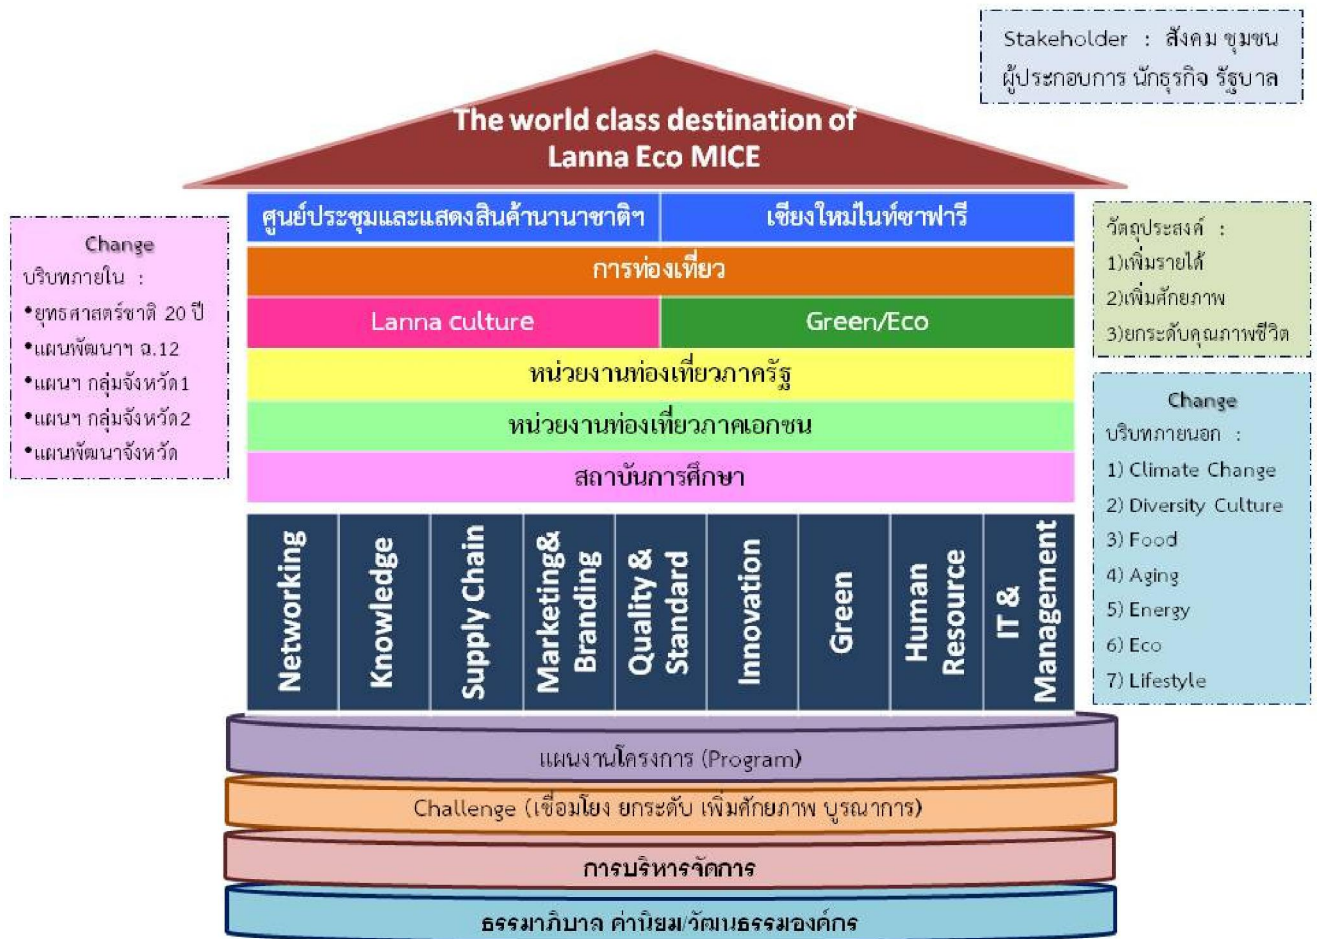 Stakeholder : สังคม ชุมชน
ผู้ประกอบการ นักธุรกิจ รัฐบาล
The world class destination of
Lanna Eco MICE
ศูนย์ประชุมและแสดงสินค้านานาชาติฯ
เชียงใหม่ไนท์ซาฟารี
การท่องเที่ยว
Lanna culture
Green/Eco
หน่วยงานท่องเที่ยวภาครัฐ
หน่วยงานท่องเที่ยวภาคเอกชน
สถาบันการศึกษา
Change
บริบทภายใน :
•ยุทธศาสตร์ชาติ 20 ปี
•แผนพัฒนาฯ ฉ.12
•แผนฯ กลุ่มจังหวัด1
•แผนฯ กลุ่มจังหวัด2
•แผนพัฒนาจังหวัด
วัตถุประสงค์ :
1)เพิ่มรายได้
2)เพิ่มศักยภาพ
3)ยกระดับคุณภาพชีวิต
Change
บริบทภายนอก :
1) Climate Change
2) Diversity Culture
3) Food
4) Aging
5) Energy
6) Eco
7) Lifestyle
Networking
Knowledge
Supply Chain
Marketing&
Branding
Quality &
Standard
Innovation
Green
Human
Resource
IT &
Management
แผนงานโครงการ (Program)
Challenge (เชื่อมโยง ยกระดับ เพิ่มศักยภาพ บูรณาการ)
การบริหารจัดการ
ธรรมาภิบาล ค่านิยม/วัฒนธรรมองค์กร